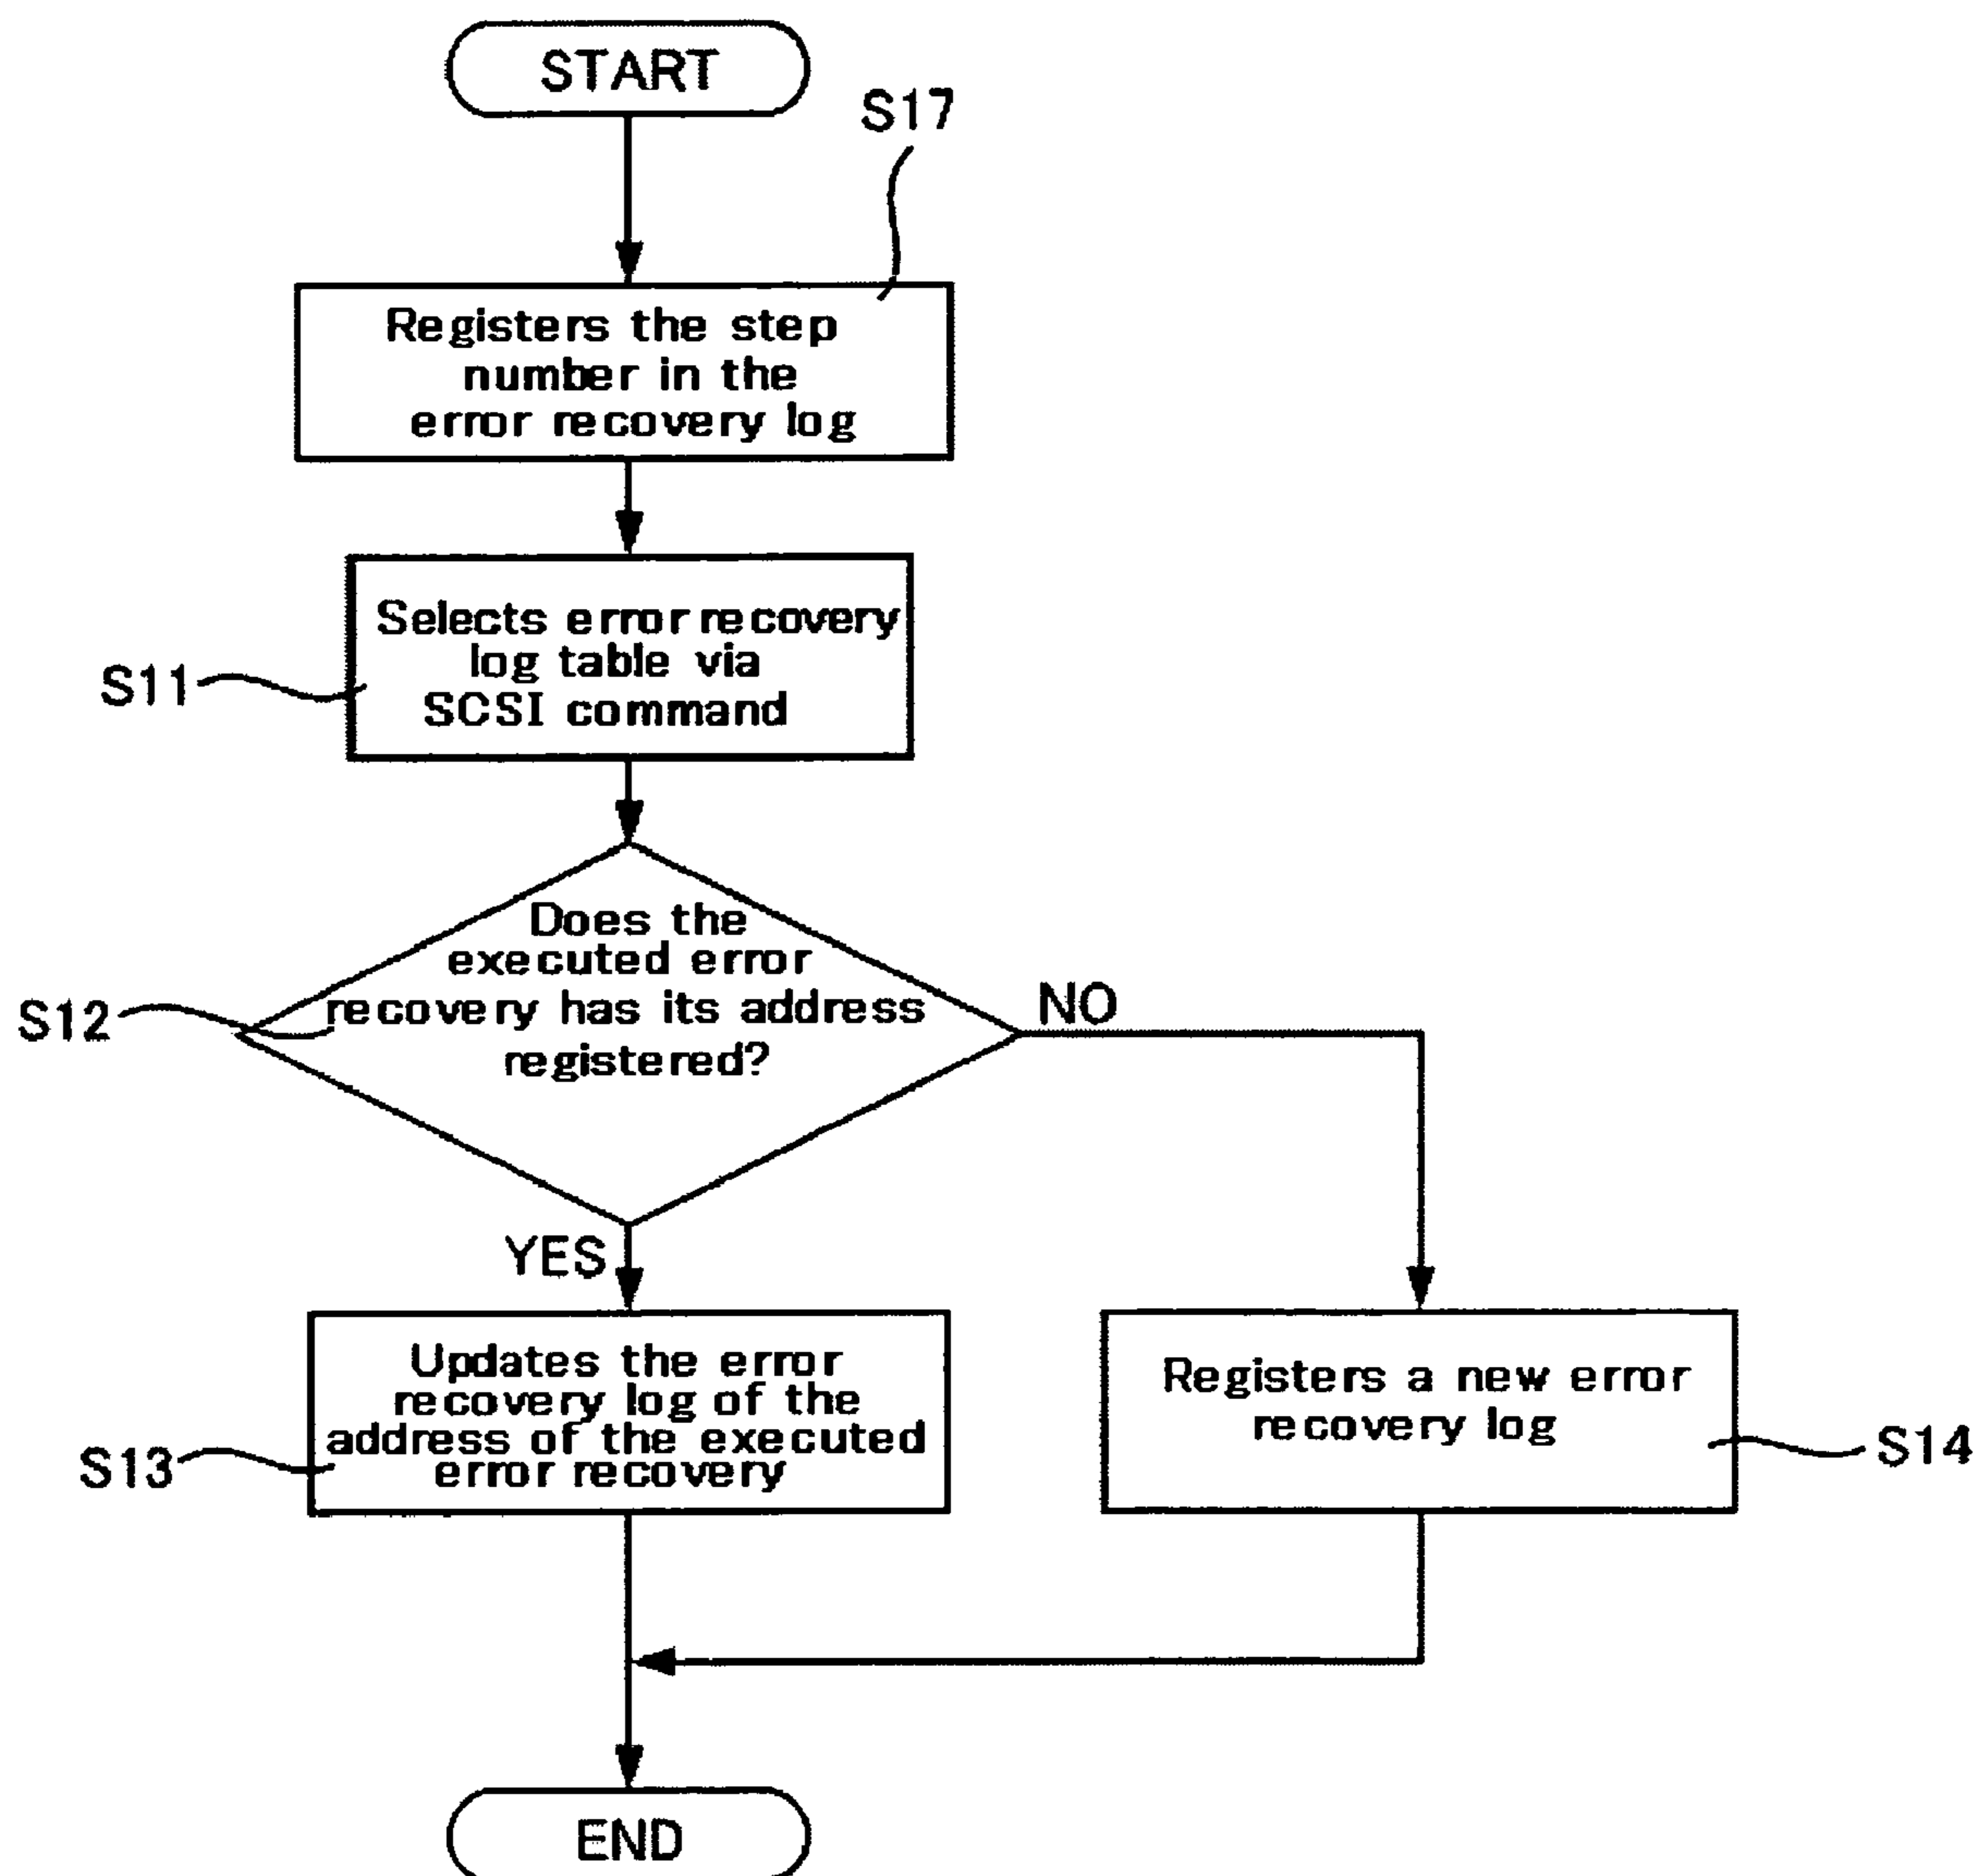 START
S17
Registers the step
number in the
error recovery log
Selects error recovery
log table via
SCSI command
S11
Does the
executed error
recovery has its address
registered?
S12
NO
YES
Updates the error
recovery log of the
address of the executed
error recovery
S13
Registers a new error
recovery log
S14
END